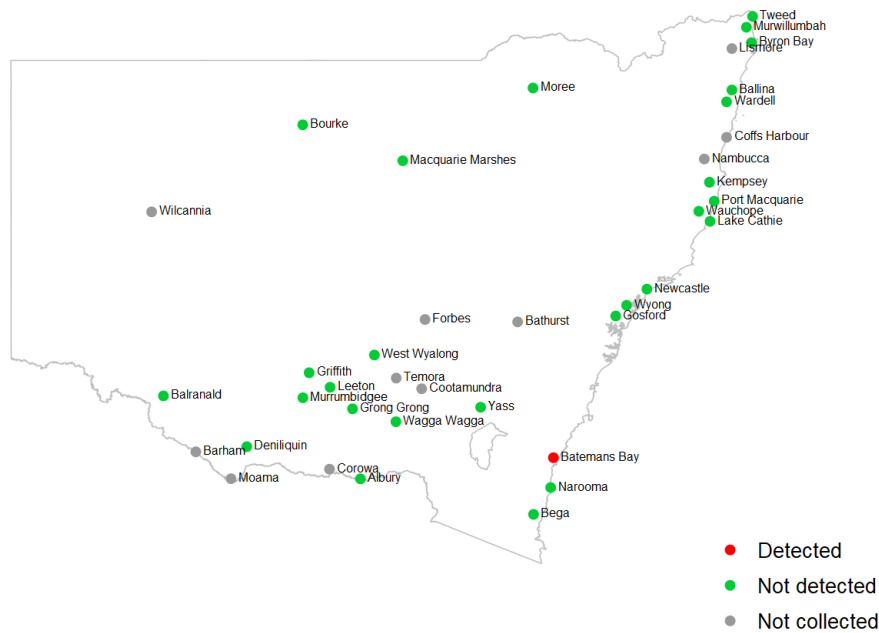 Tweed
Murwillumbah
Byron Bay
Lismore
Moree
Ballina
Wardell
Bourke
Coffs Harbour
Macquarie Marshes
Nambucca
Kempsey
Port Macquarie
Wilcannia
Wauchope
Lake Cathie
Newcastle
Wyong
Gosford
Forbes
Bathurst
West Wyalong
Griffith
Temora
Leeton
Cootamundra
Balranald
Murrumbidgee
Grong Grong
Yass
Wagga Wagga
Deniliquin
Barham
Batemans Bay
Corowa
Moama
Albury
Narooma
Bega
Detected
Not detected
Not collected